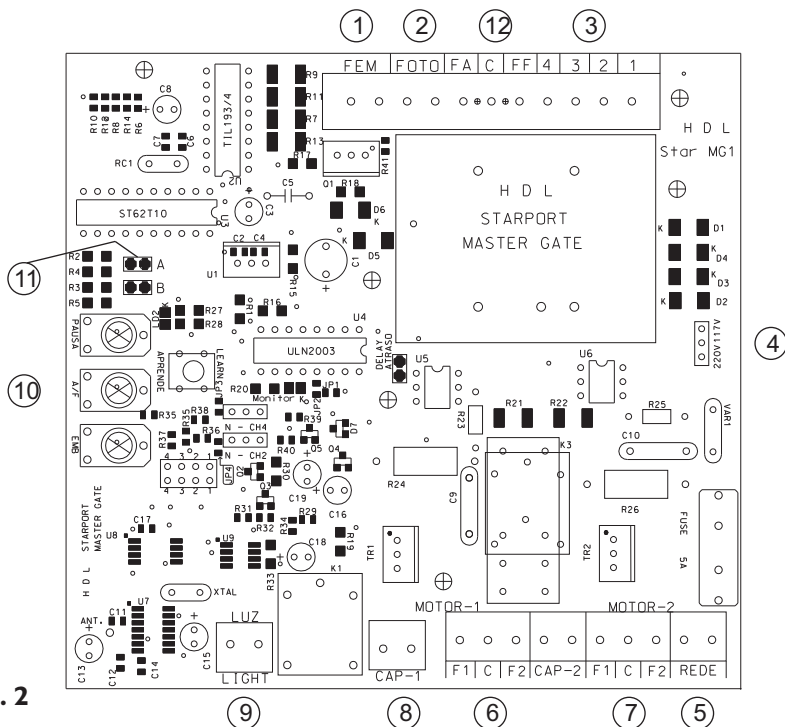 1 2 12 3
FEM FOTO FA C FF 4 3 2 1
R10 R18 R8 R14 R6
C8
C7 C6
RC1
TIL193/4
U2
R9
R11
R7
R13
R17
Q1
R41
R18
H D L
Star MG1
ST62T10
U3
C3
C5
D6
K
D5
K
C1
H D L
STARPORT
MASTER GATE
K D1
K D4
K D3
K D2
11
R2
R4
R3
R5
A
B
C2 C4
U1
R15
R1
R16
LD2
K
R27
R28
U4
ULN2003
220V 117V
4
PAUSA
A/F
EMB
10
APRENDE
LEARN
JP3
R20
Monitor K
JP2
JP1
DELAY
ATRASO
U5
U6
R35
R38
R35
R36
R37
N - CH4
N - CH2
R39
R40
Q5
D7
Q4
Q2
R30
Q3
C19
C16
4 3 2 1
4 3 2 1
JP4
R23
R21
R22
R25
VAR1
C10
K3
R24
C9
R26
FUSE 5A
H D L STARPORT
MASTER GATE
C17
U8
U9
R31
R32
R34
R29
R19
C18
R33
K1
TR1
TR2
XTAL
ANT.
C11
U7
C13
C12
C14
C15
LUZ
LIGHT
CAP-1
MOTOR-1
MOTOR-2
F1 C F2 CAP-2 F1 C F2 REDE
. 2
9 8 6 7 5